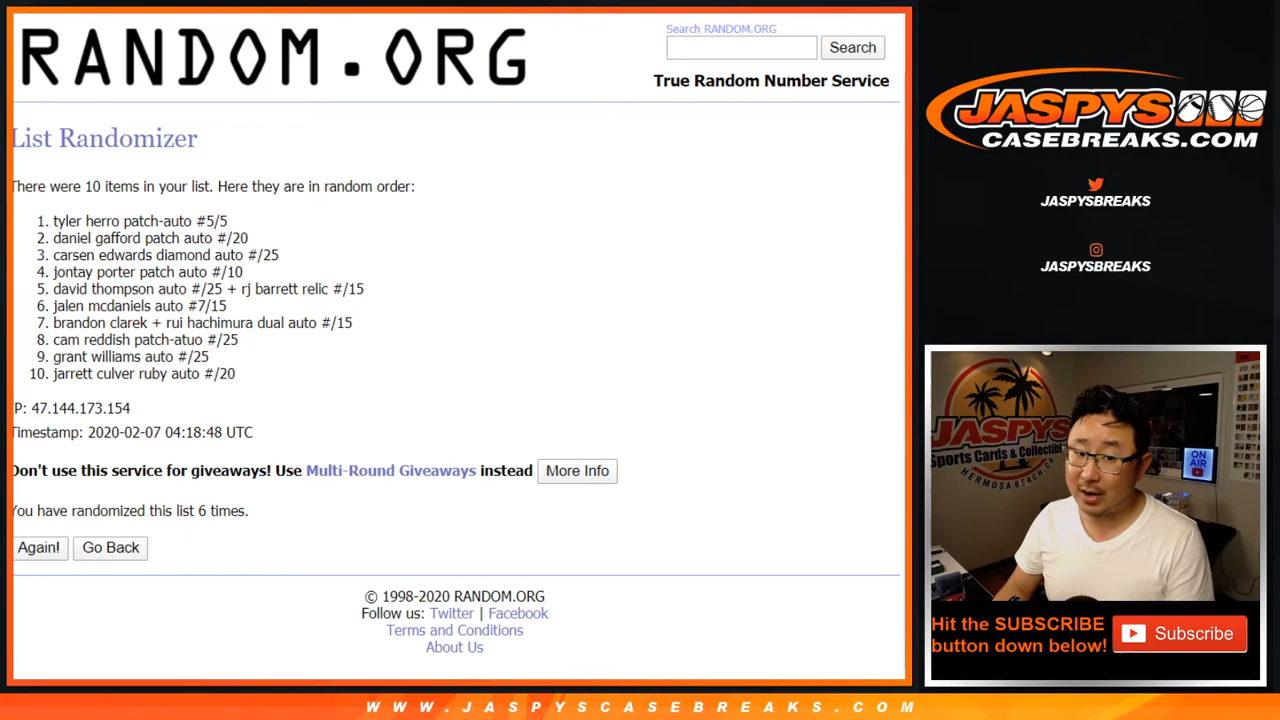 RANDOM.ORG
Search RANDOM.ORG
Search
True Random Number Service
List Randomizer
There were 10 items in your list. Here they are in random order:
1. tyler herro patch-auto #5/5
2. daniel gafford patch auto #/20
3. carsen edwards diamond auto #/25
4. jontay porter patch auto #/10
5. david thompson auto #/25 + rj barrett relic #/15
6. jalen mcdaniels auto #7/15
7. brandon clarek + rui hachimura dual auto #/15
8. cam reddish patch-atuo #/25
9. grant williams auto #/25
10. jarrett culver ruby auto #/20
IP: 47.144.173.154
Timestamp: 2020-02-07 04:18:48 UTC
Don't use this service for giveaways! Use Multi-Round Giveaways instead More Info
You have randomized this list 6 times.
Again! Go Back
© 1998-2020 RANDOM.ORG
Follow us: Twitter | Facebook
Terms and Conditions
About Us
JASPYS
CASEBREAKS.COM
JASPYSBREAKS
JASPYSBREAKS
JASPYS
Sports Cards & Collectibl
HERMOSA BEACH, CA
ON
AIR
Hit the SUBSCRIBE
button down below!
Subscribe
WWW.JASPYSCASEBREAKS.COM